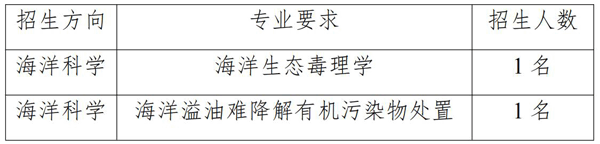 招生方向 专业要求 招生人数
海洋科学 海洋生态毒理学 1名
海洋科学 海洋溢油难降解有机污染物处置 1名